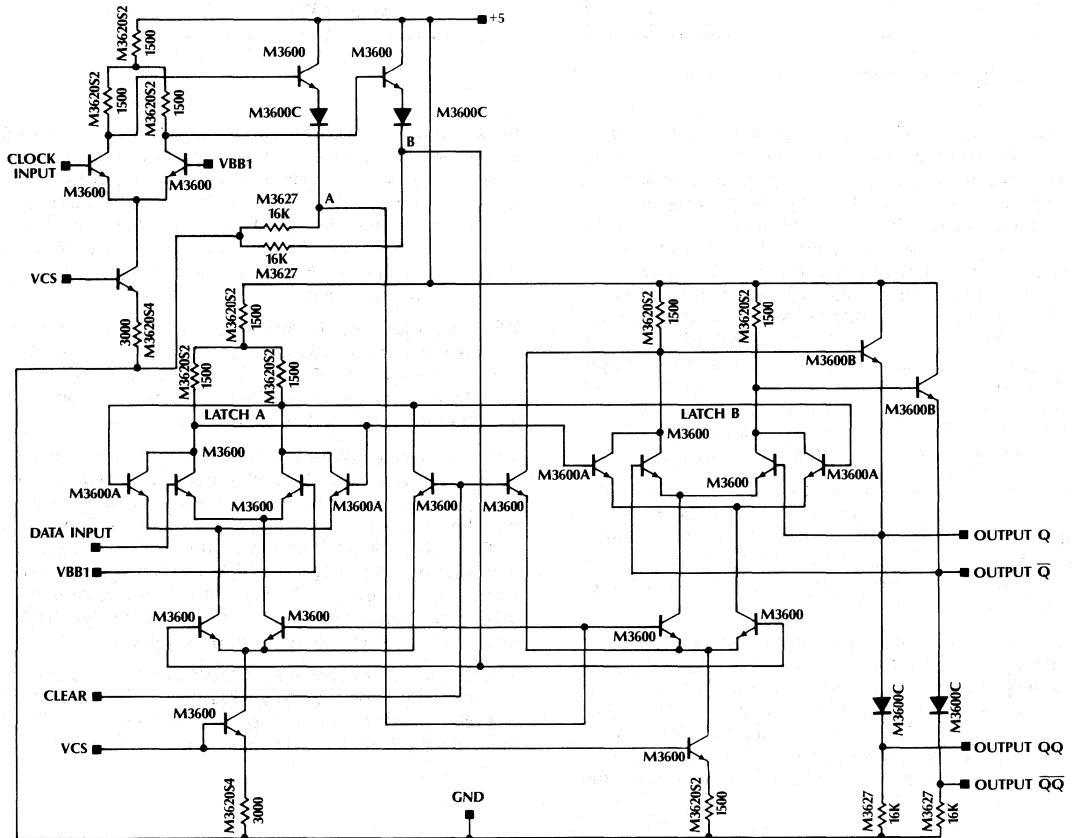 M3620S2
1500
+5
M3600
M3600
M3620S2
1500
M3620S2
1500
M3600C
M3600C
B
CLOCK
INPUT
VBB1
M3600
M3600
M3627
16K
A
16K
M3627
VCS
3000
M3620S4
M3620S2
1500
M3620S2
1500
M3620S2
1500
M3620S2
1500
M3620S2
1500
M3600B
M3600B
LATCH A
LATCH B
M3600
M3600
M3600A
M3600
M3600A
M3600
M3600
M3600A
M3600
M3600A
DATA INPUT
OUTPUT Q
VBB1
OUTPUT Q̅
M3600
M3600
M3600
M3600
CLEAR
M3600C
M3600C
M3600
VCS
M3600
OUTPUT QQ
OUTPUT Q̅Q̅
M3620S4
3000
GND
M3620S2
1500
M3627
16K
M3627
16K